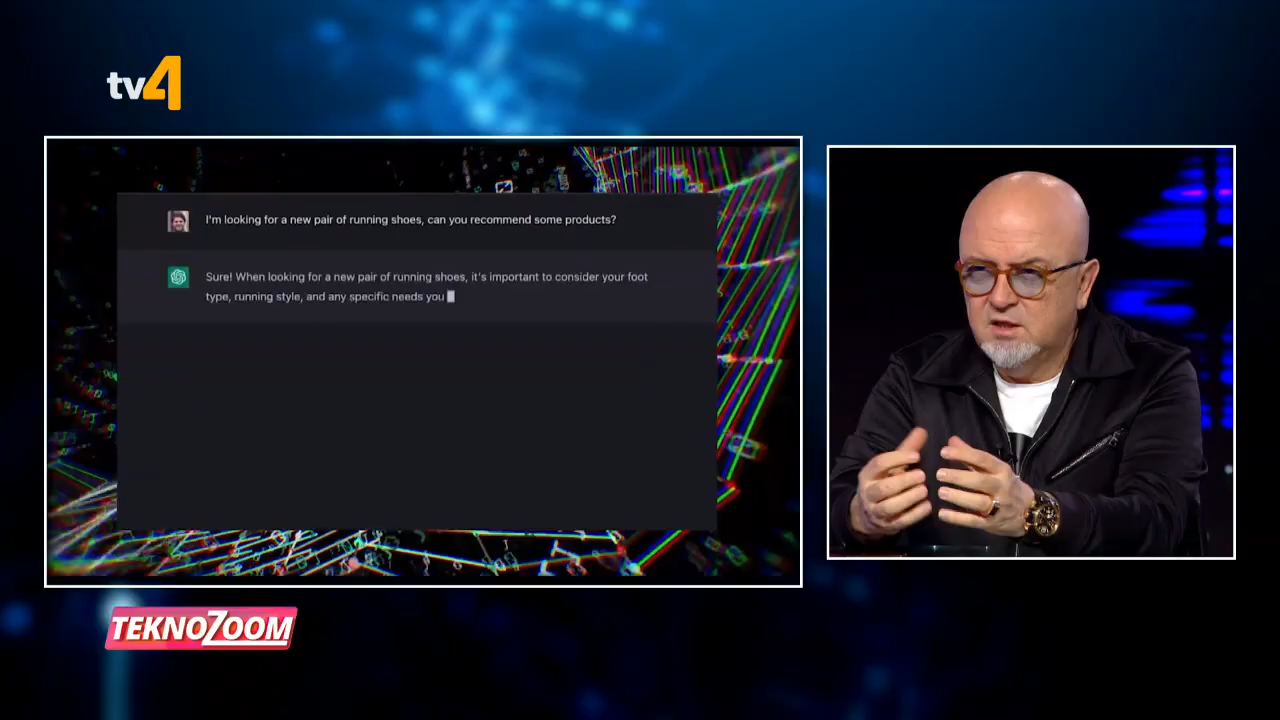 tv4
I'm looking for a new pair of running shoes, can you recommend some products?
Sure! When looking for a new pair of running shoes, it's important to consider your foot
type, running style, and any specific needs you
TEKNOZOOM